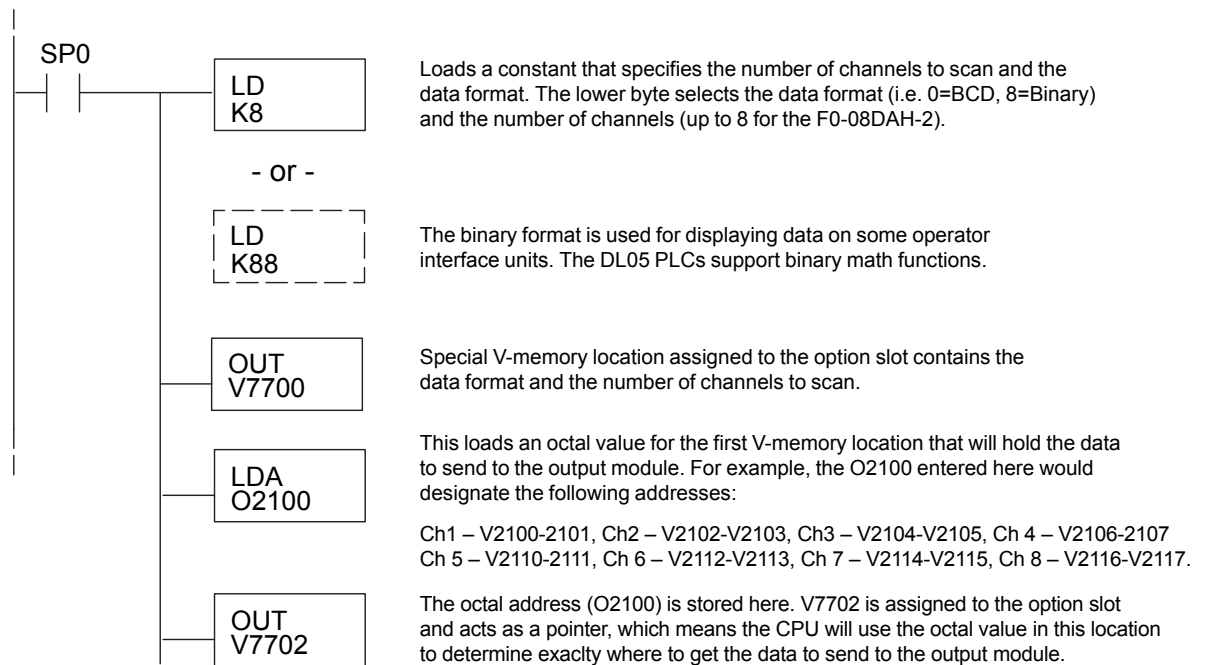 SP0
LD
K8
Loads a constant that specifies the number of channels to scan and the
data format. The lower byte selects the data format (i.e. 0=BCD, 8=Binary)
and the number of channels (up to 8 for the F0-08DAH-2).
- or -
LD
K88
The binary format is used for displaying data on some operator
interface units. The DL05 PLCs support binary math functions.
OUT
V7700
Special V-memory location assigned to the option slot contains the
data format and the number of channels to scan.
LDA
O2100
This loads an octal value for the first V-memory location that will hold the data
to send to the output module. For example, the O2100 entered here would
designate the following addresses:
Ch1 – V2100-2101, Ch2 – V2102-V2103, Ch3 – V2104-V2105, Ch 4 – V2106-2107
Ch 5 – V2110-2111, Ch 6 – V2112-V2113, Ch 7 – V2114-V2115, Ch 8 – V2116-V2117.
OUT
V7702
The octal address (O2100) is stored here. V7702 is assigned to the option slot
and acts as a pointer, which means the CPU will use the octal value in this location
to determine exaclty where to get the data to send to the output module.